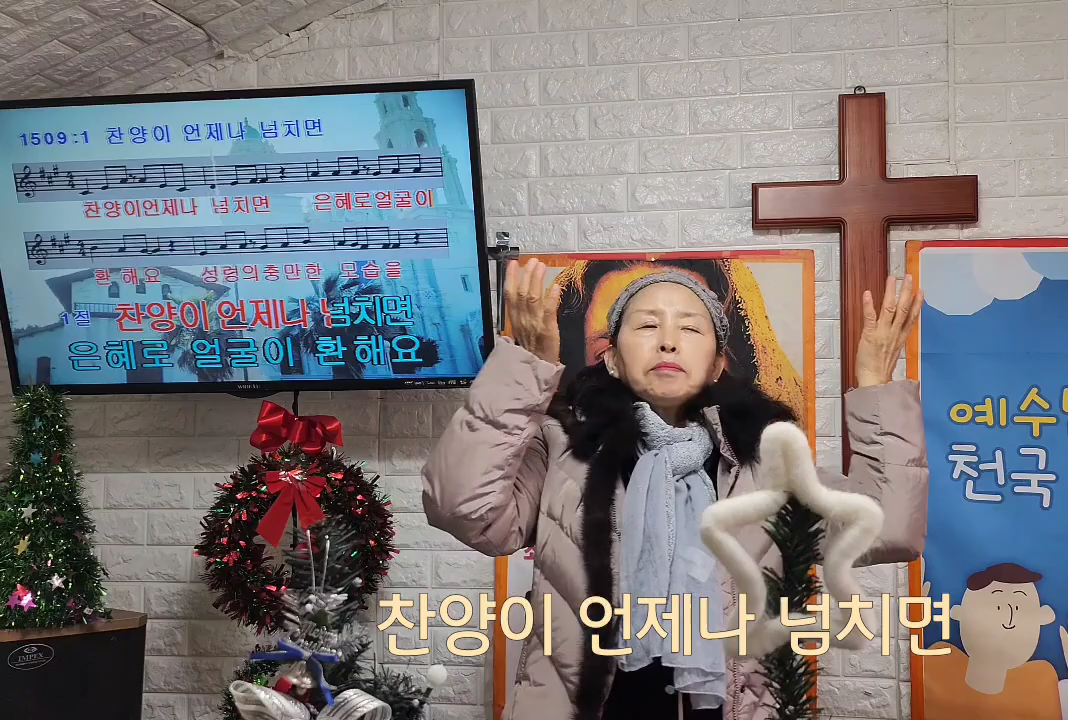 1509:1 찬양이 언제나 넘치면
찬양이언제나 넘치면 은혜로얼굴이
환해요 성령의충만한 모습을
1절 찬양이 언제나 넘치면
은혜로 얼굴이 환해요
예수
천국
찬양이 언제나 넘치면
IMPEX